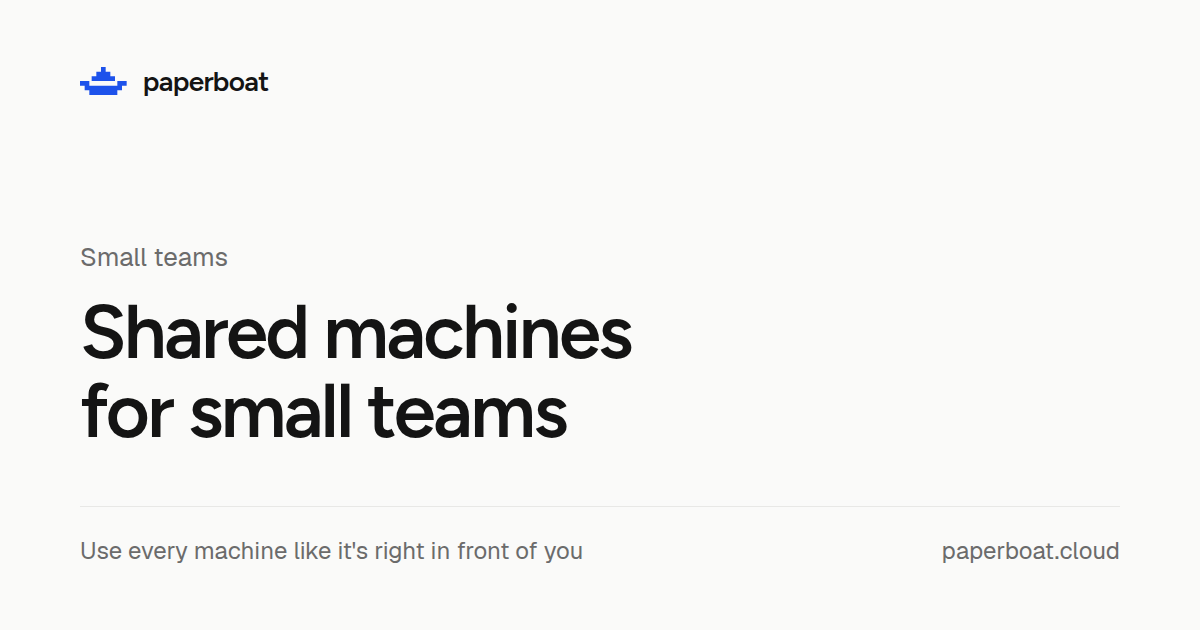 paperboat
Small teams
Shared machines
for small teams
Use every machine like it's right in front of you
paperboat.cloud